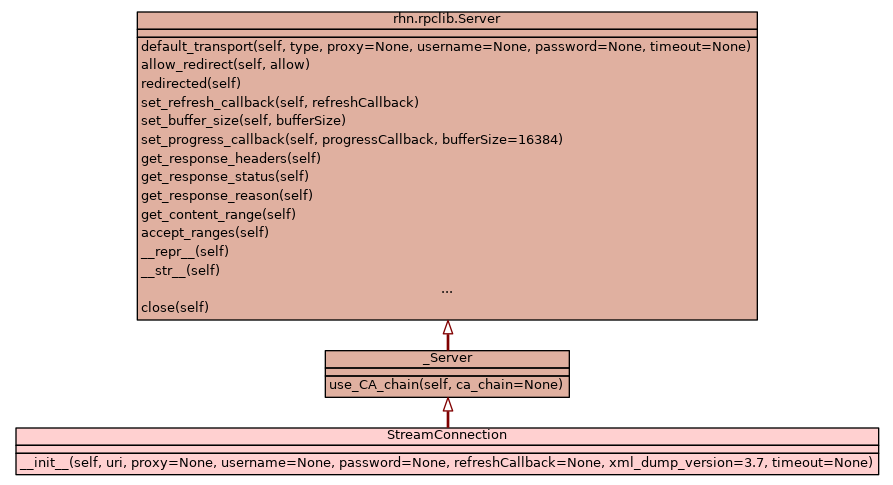 rhn.rpclib.Server
default_transport(self, type, proxy=None, username=None, password=None, timeout=None)
allow_redirect(self, allow)
redirected(self)
set_refresh_callback(self, refreshCallback)
set_buffer_size(self, bufferSize)
set_progress_callback(self, progressCallback, bufferSize=16384)
get_response_headers(self)
get_response_status(self)
get_response_reason(self)
get_content_range(self)
accept_ranges(self)
__repr__(self)
__str__(self)
...
close(self)
_Server
use_CA_chain(self, ca_chain=None)
StreamConnection
__init__(self, uri, proxy=None, username=None, password=None, refreshCallback=None, xml_dump_version=3.7, timeout=None)